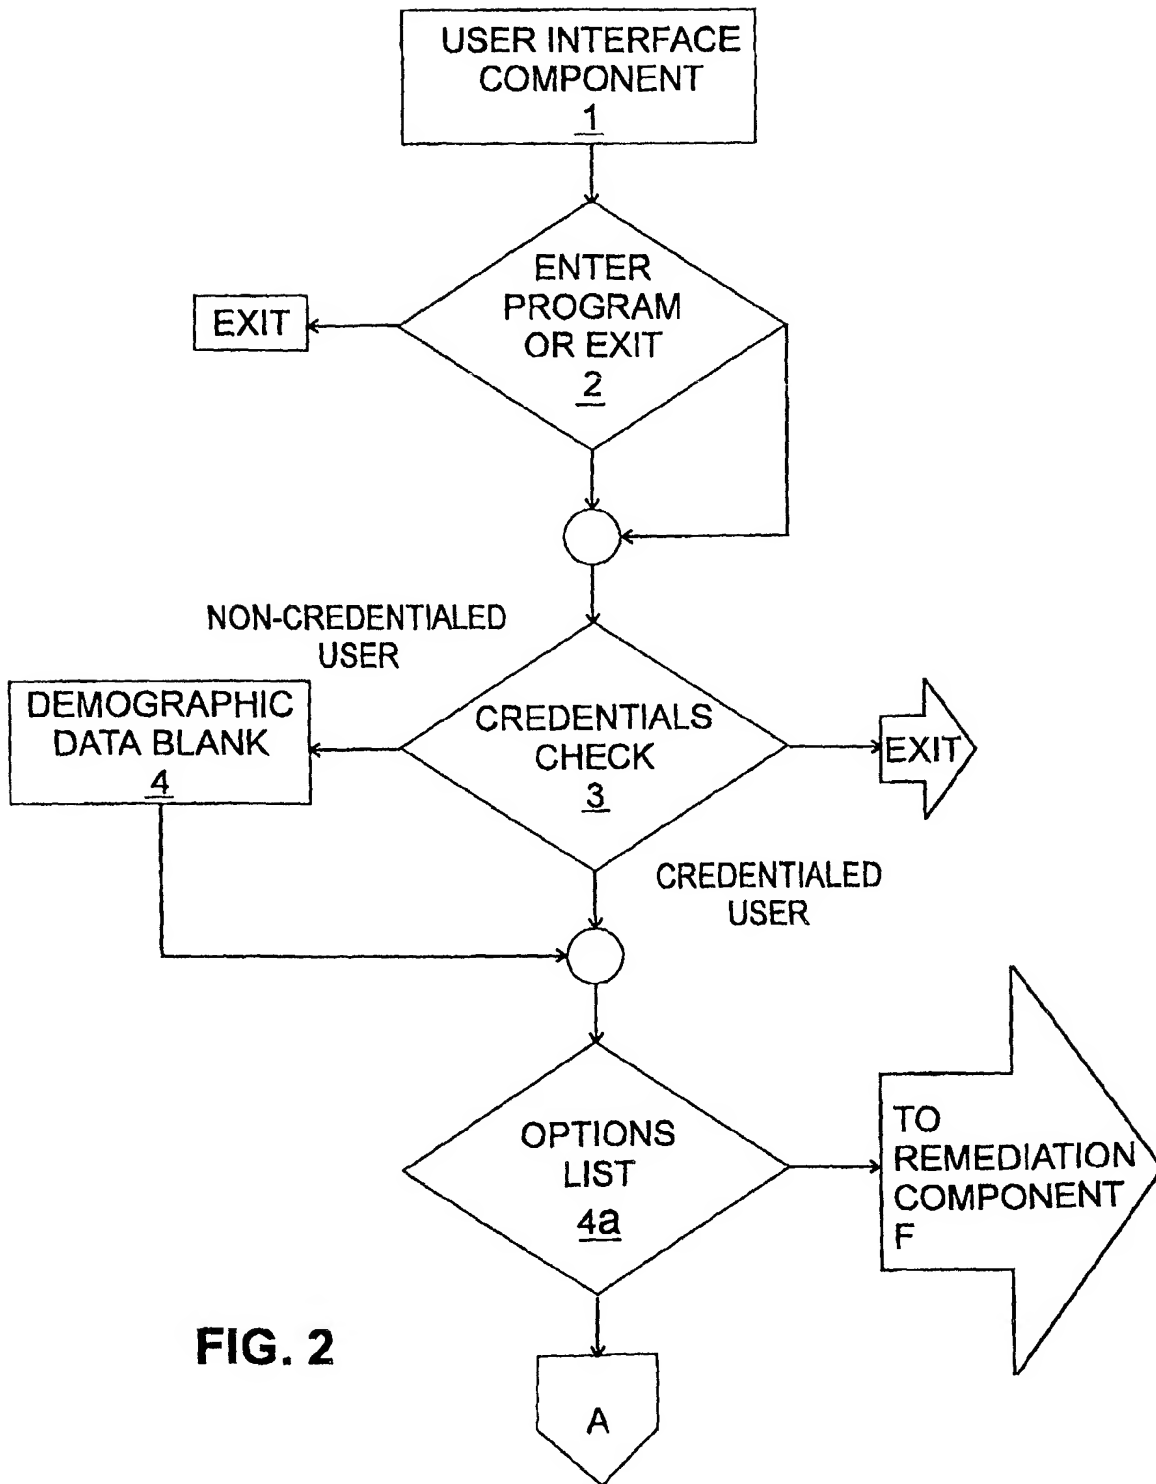 USER INTERFACE
COMPONENT
1
ENTER
PROGRAM
OR EXIT
2
EXIT
NON-CREDENTIALED
USER
DEMOGRAPHIC
DATA BLANK
4
CREDENTIALS
CHECK
3
EXIT
CREDENTIALED
USER
OPTIONS
LIST
4a
TO
REMEDIATION
COMPONENT
F
FIG. 2
A